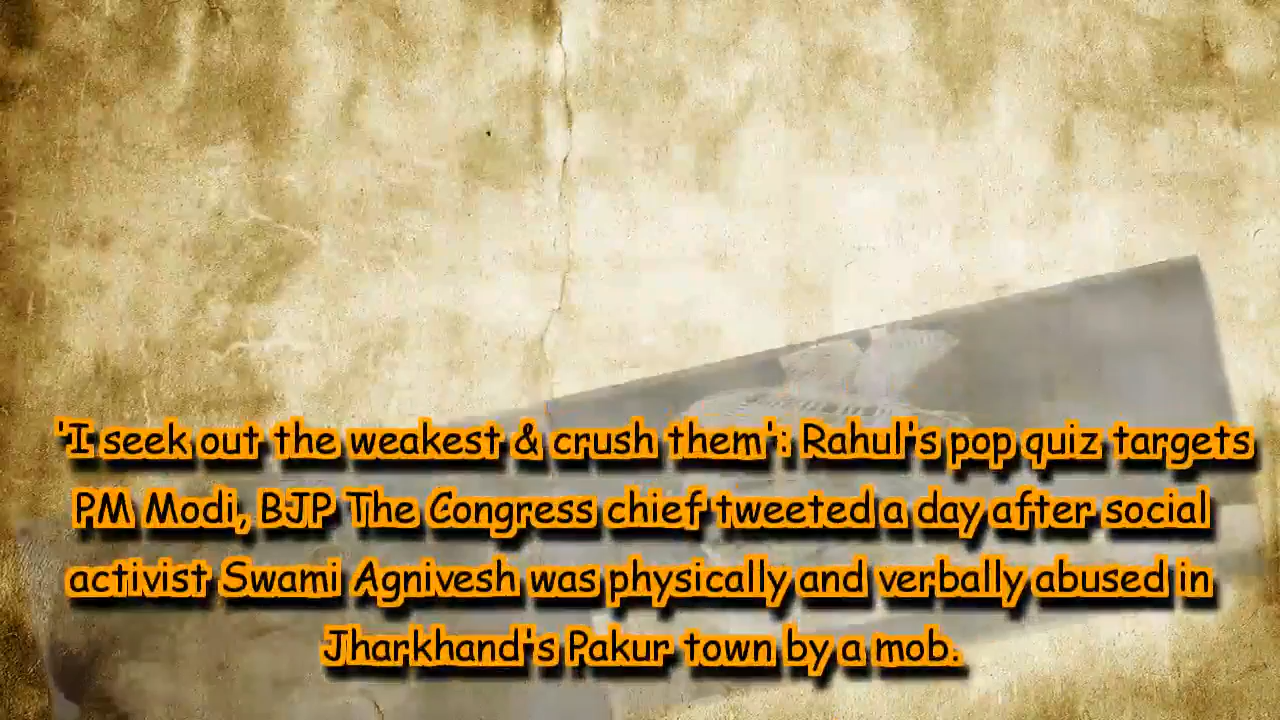 'I seek out the weakest & crush them': Rahul's pop quiz targets
PM Modi, BJP The Congress chief tweeted a day after social
activist Swami Agnivesh was physically and verbally abused in
Jharkhand's Pakur town by a mob.